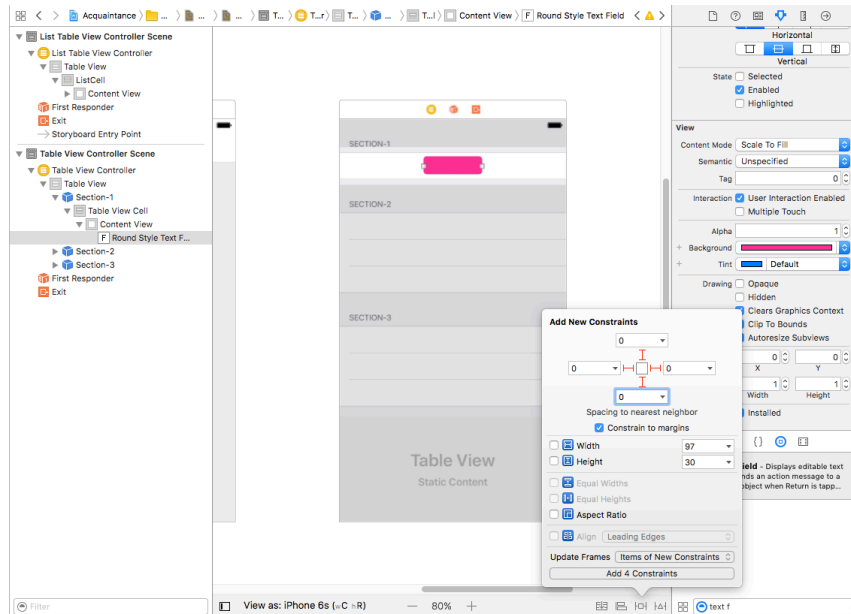 Acquaintance ... ... ... T... T...r) T... ... T...l) Content View F Round Style Text Field
List Table View Controller Scene
List Table View Controller
Table View
ListCell
Content View
First Responder
Exit
Storyboard Entry Point
Table View Controller Scene
Table View Controller
Table View
Section-1
Table View Cell
Content View
F Round Style Text F...
Section-2
Section-3
First Responder
Exit
Filter
SECTION-1
SECTION-2
SECTION-3
Table View
Static Content
View as: iPhone 6s (wC hR)
80%
Add New Constraints
0
0
0
0
Spacing to nearest neighbor
Constrain to margins
Width 97
Height 30
Equal Widths
Equal Heights
Aspect Ratio
Align Leading Edges
Update Frames Items of New Constraints
Add 4 Constraints
Horizontal
Vertical
State Selected
Enabled
Highlighted
View
Content Mode Scale To Fill
Semantic Unspecified
Tag 0
Interaction User Interaction Enabled
Multiple Touch
Alpha 1
Background
Tint Default
Drawing Opaque
Hidden
Clears Graphics Context
Clip To Bounds
Autoresize Subviews
0 0
X Y
1 1
Width Height
Installed
{ }
ield - Displays editable text
nds an action message to a
object when Return is tapp...
text f